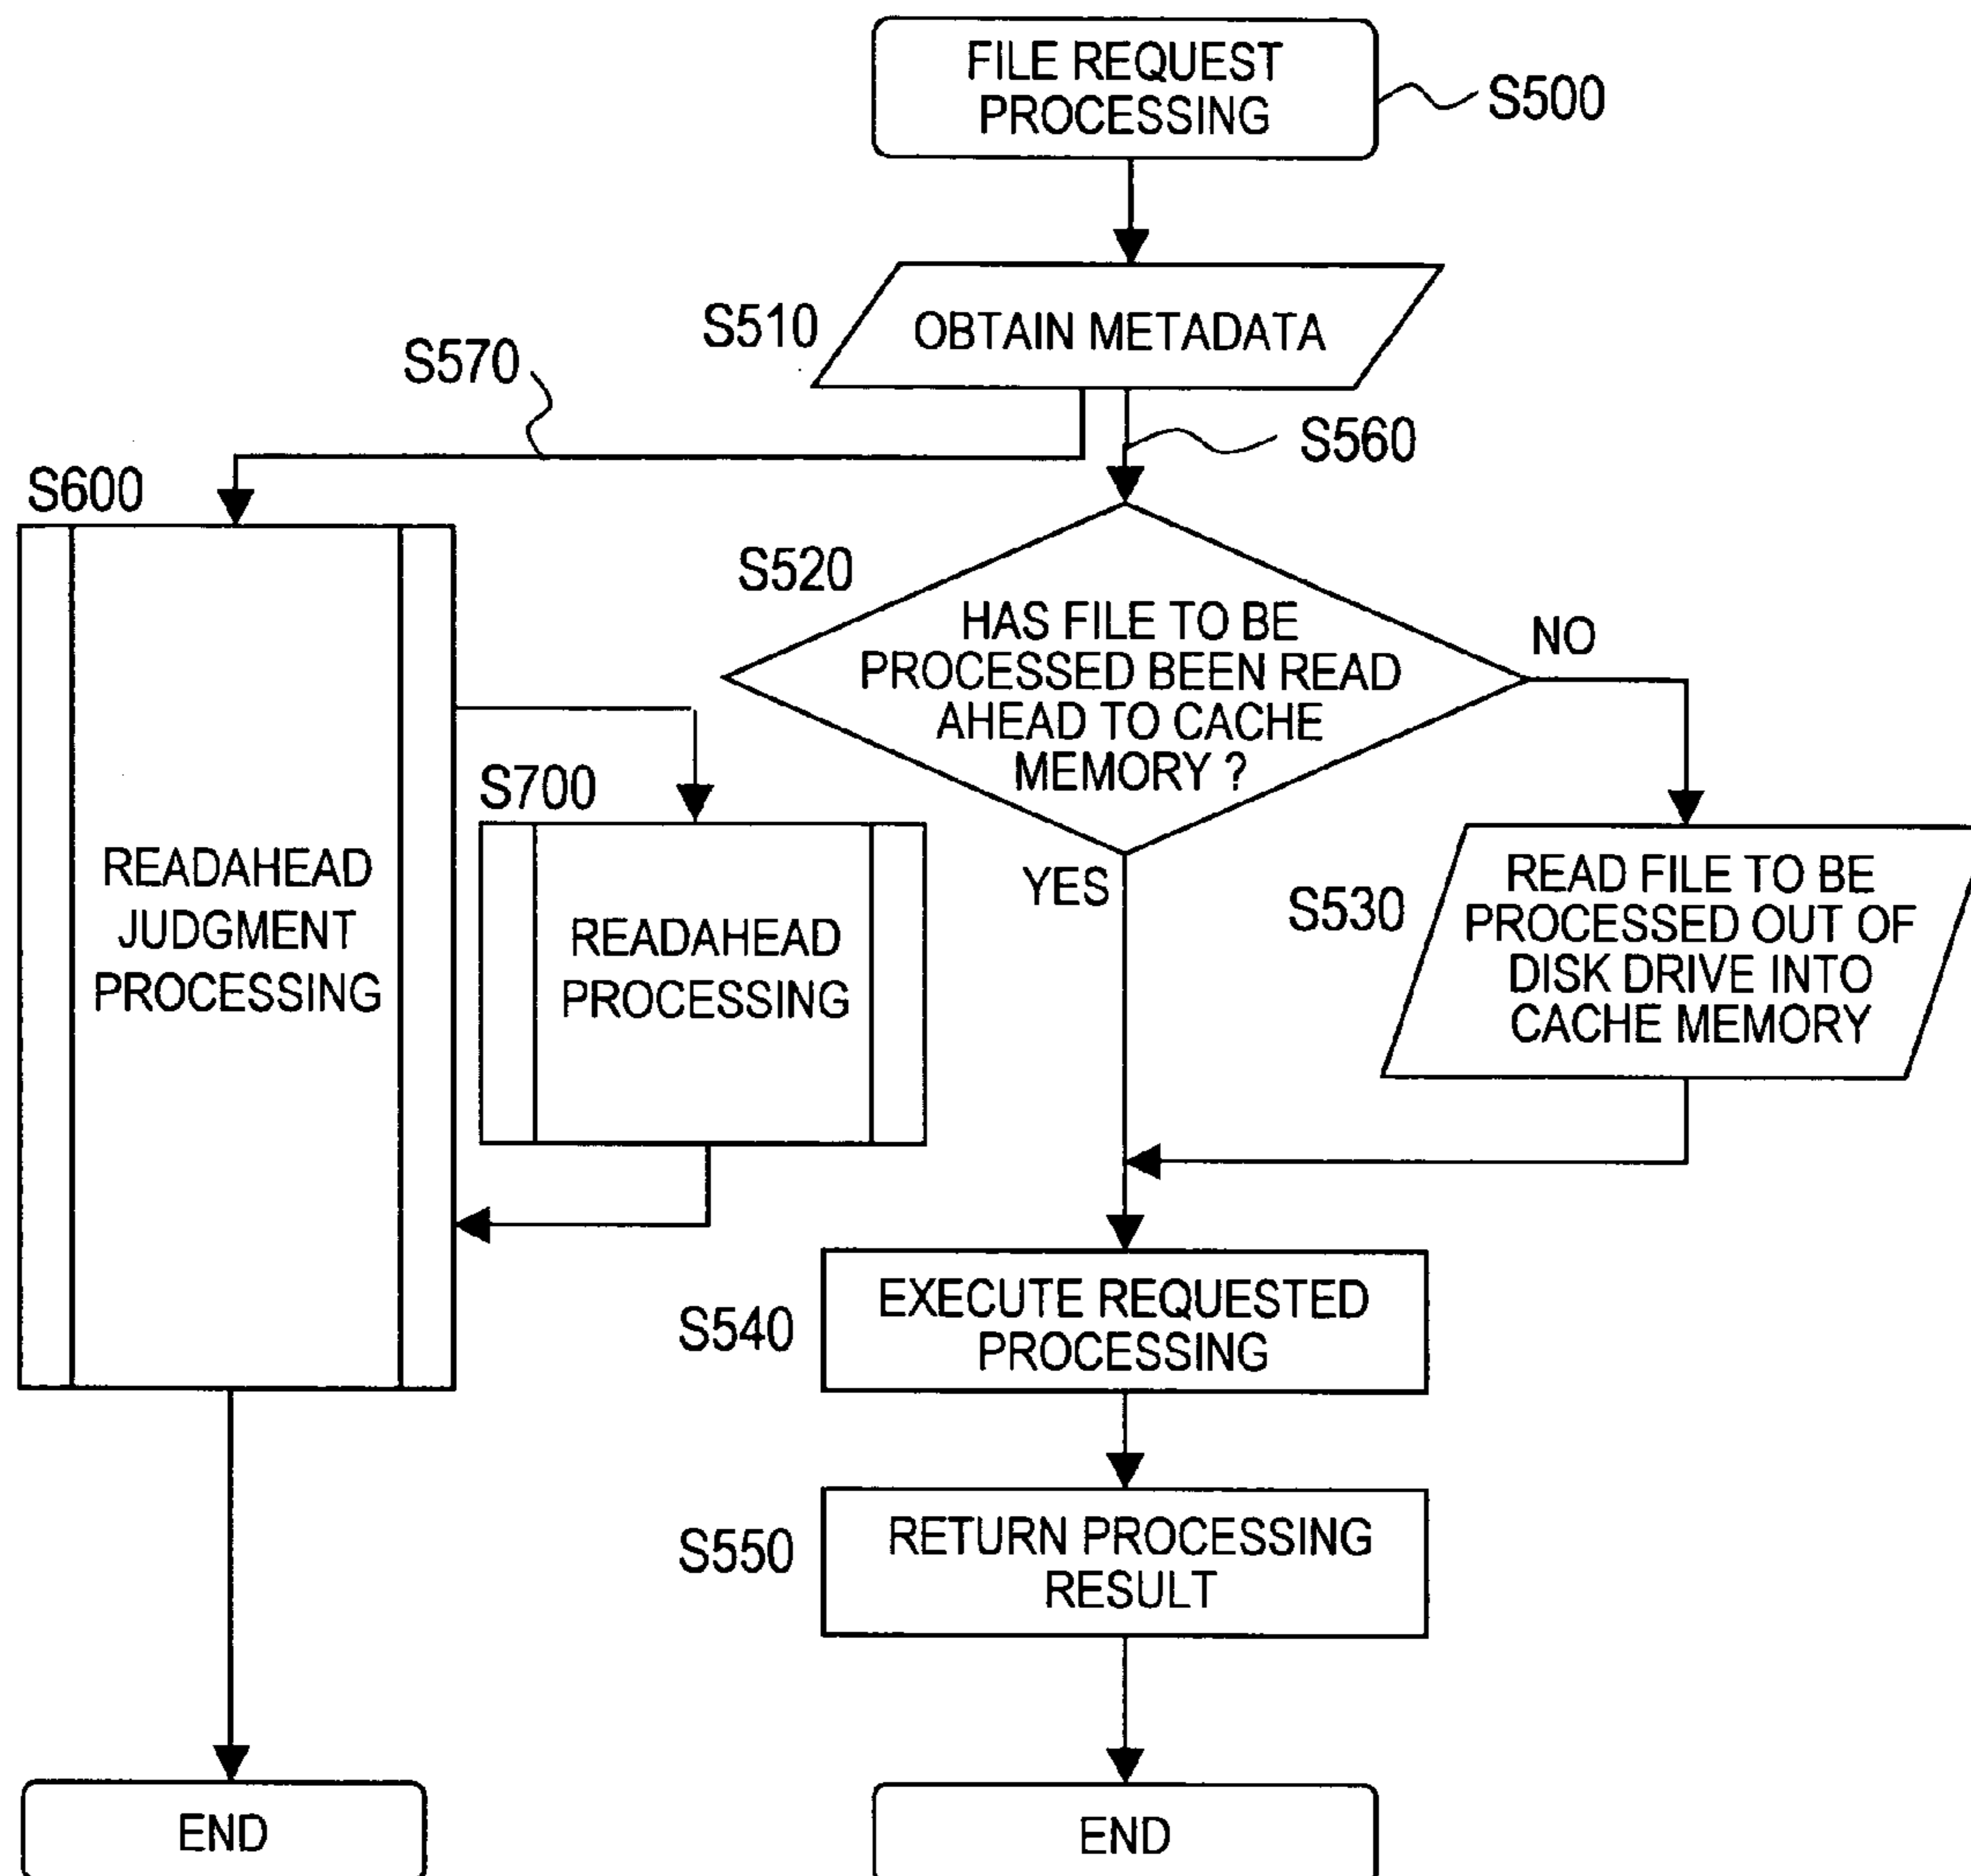 FILE REQUEST
PROCESSING
S500
S510
OBTAIN METADATA
S570
S560
S600
S520
HAS FILE TO BE
PROCESSED BEEN READ
AHEAD TO CACHE
MEMORY ?
NO
YES
READAHEAD
JUDGMENT
PROCESSING
S700
READAHEAD
PROCESSING
S530
READ FILE TO BE
PROCESSED OUT OF
DISK DRIVE INTO
CACHE MEMORY
S540
EXECUTE REQUESTED
PROCESSING
S550
RETURN PROCESSING
RESULT
END
END